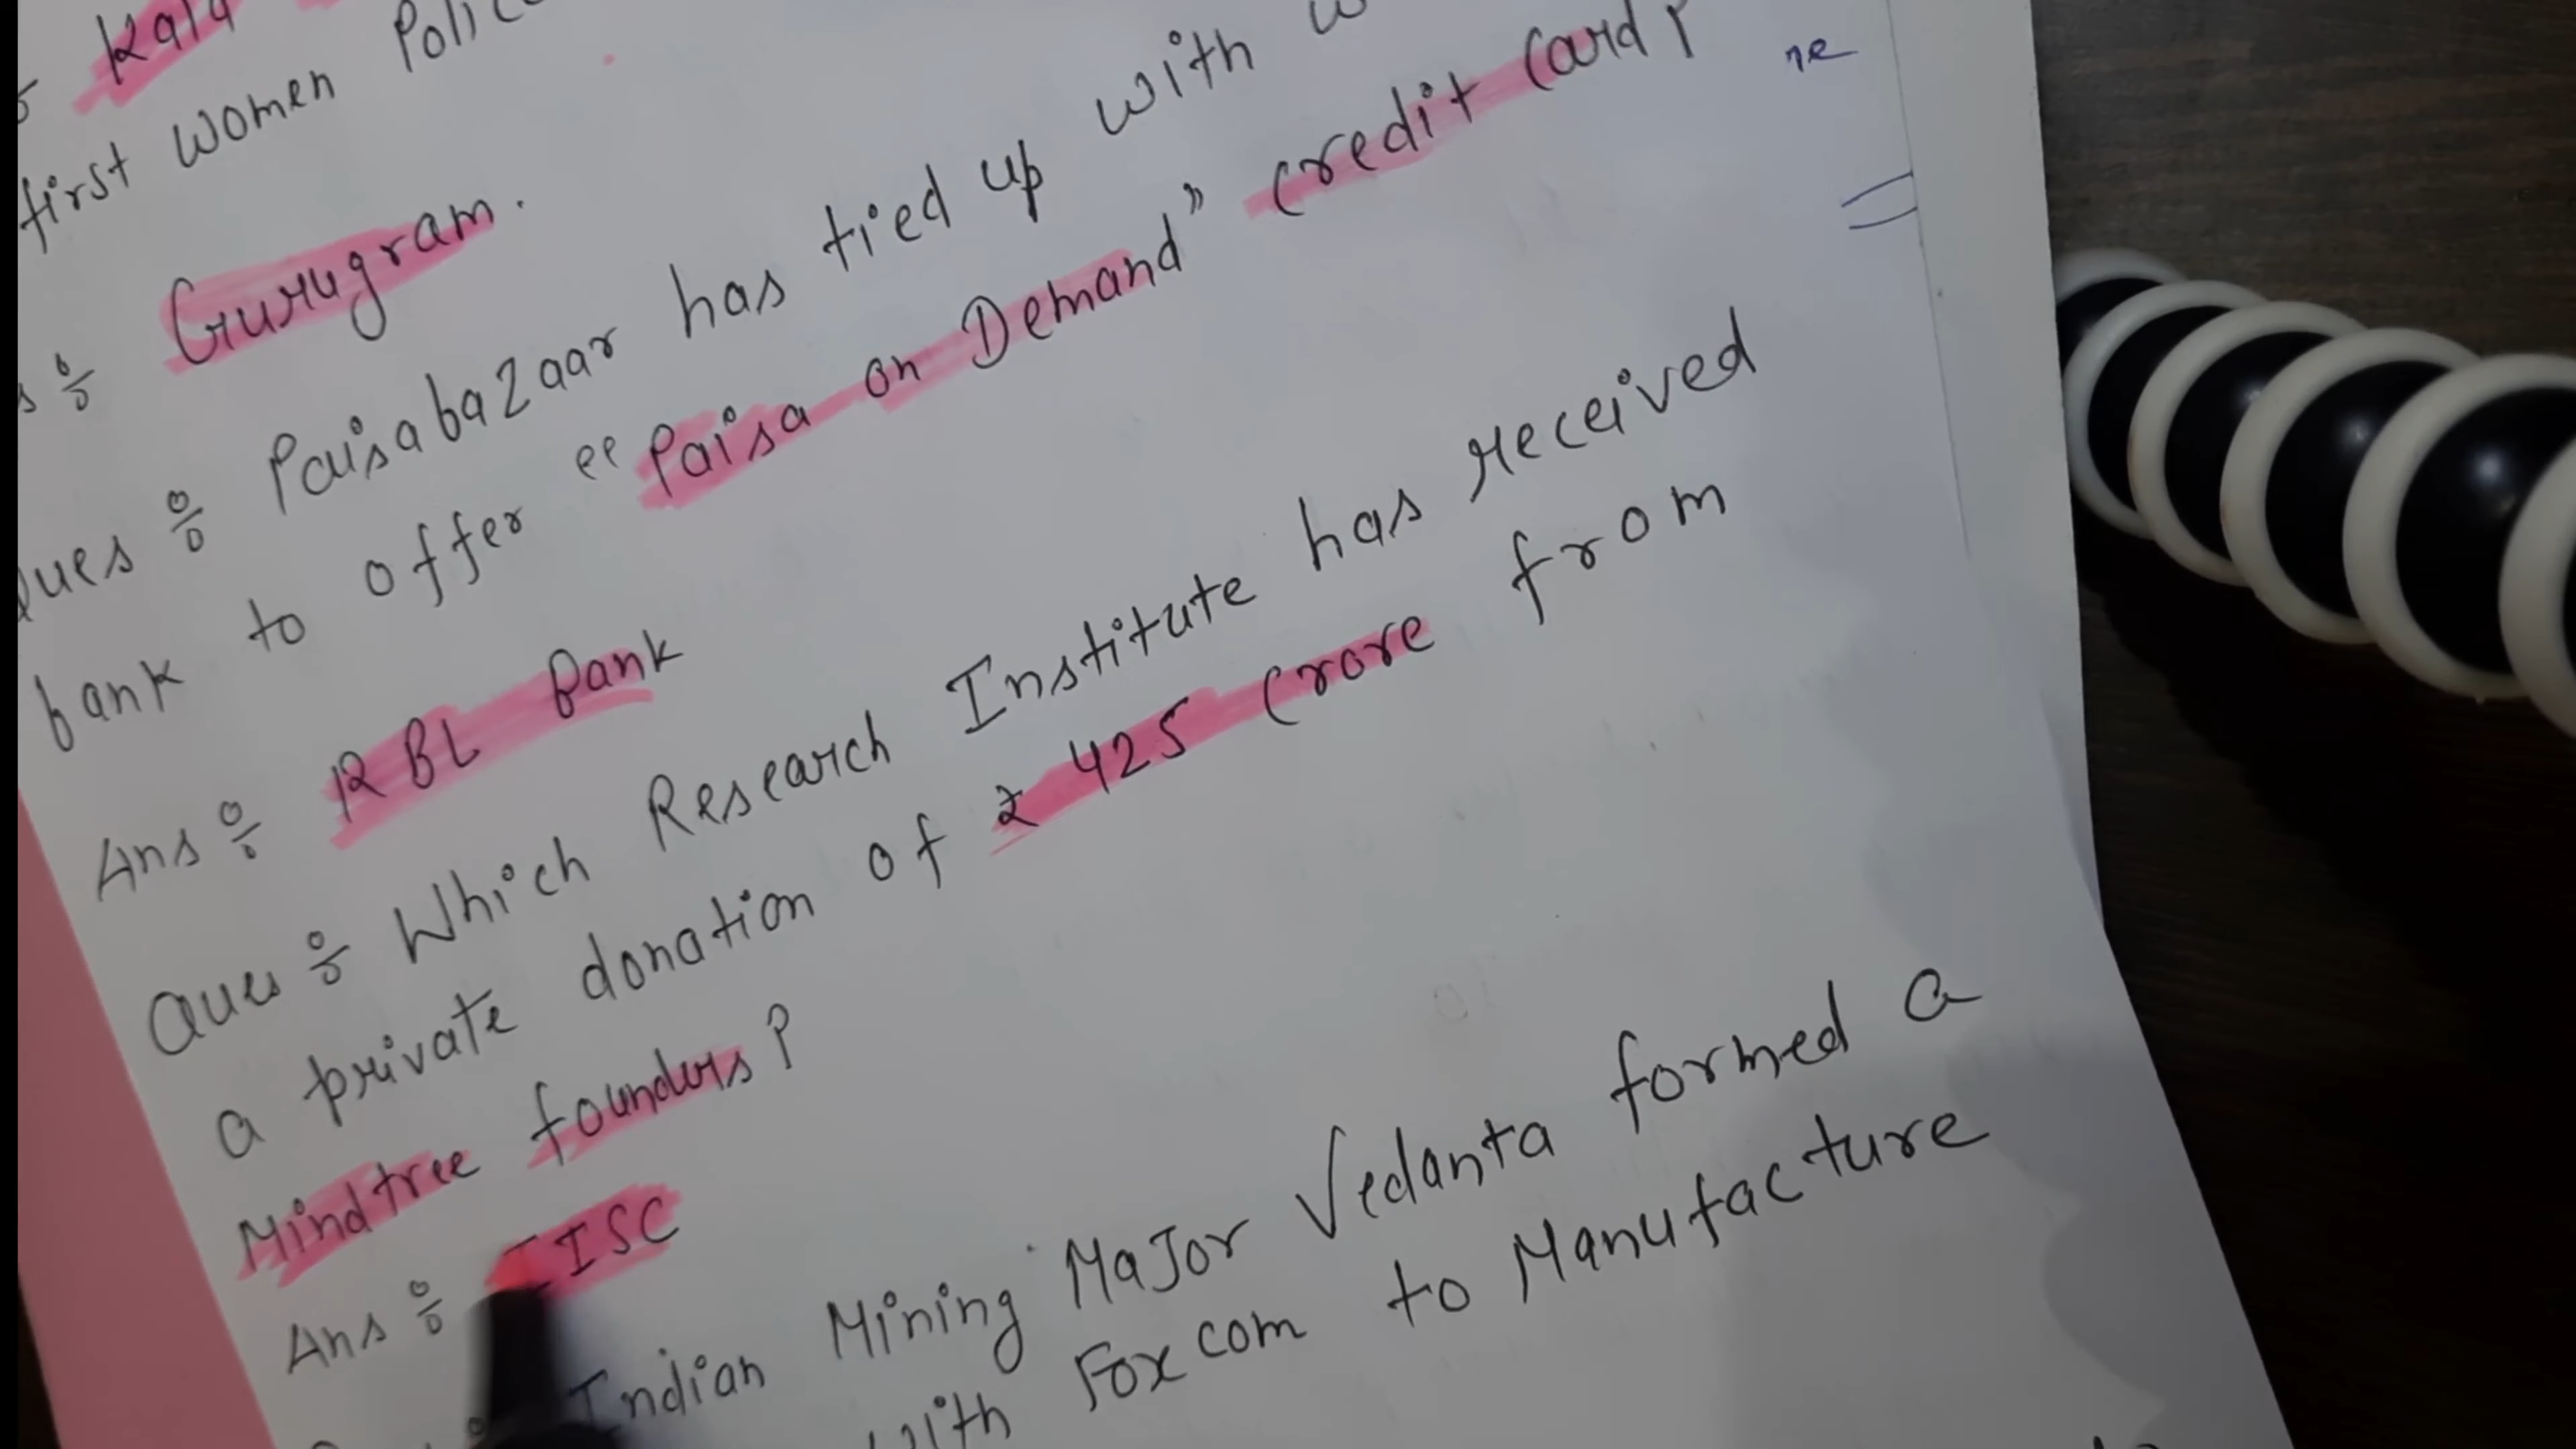 first Women
Gurugram.
Ques : Paisabazaar has tied up with
bank to offer "Paisa on Demand" credit card?
Ans : RBL Bank
Ques : Which Research Institute has received
a private donation of ₹ 425 Crore from
Mindtree founders?
Ans : IISC
Indian Mining Major Vedanta formed a
with Foxcom to Manufacture